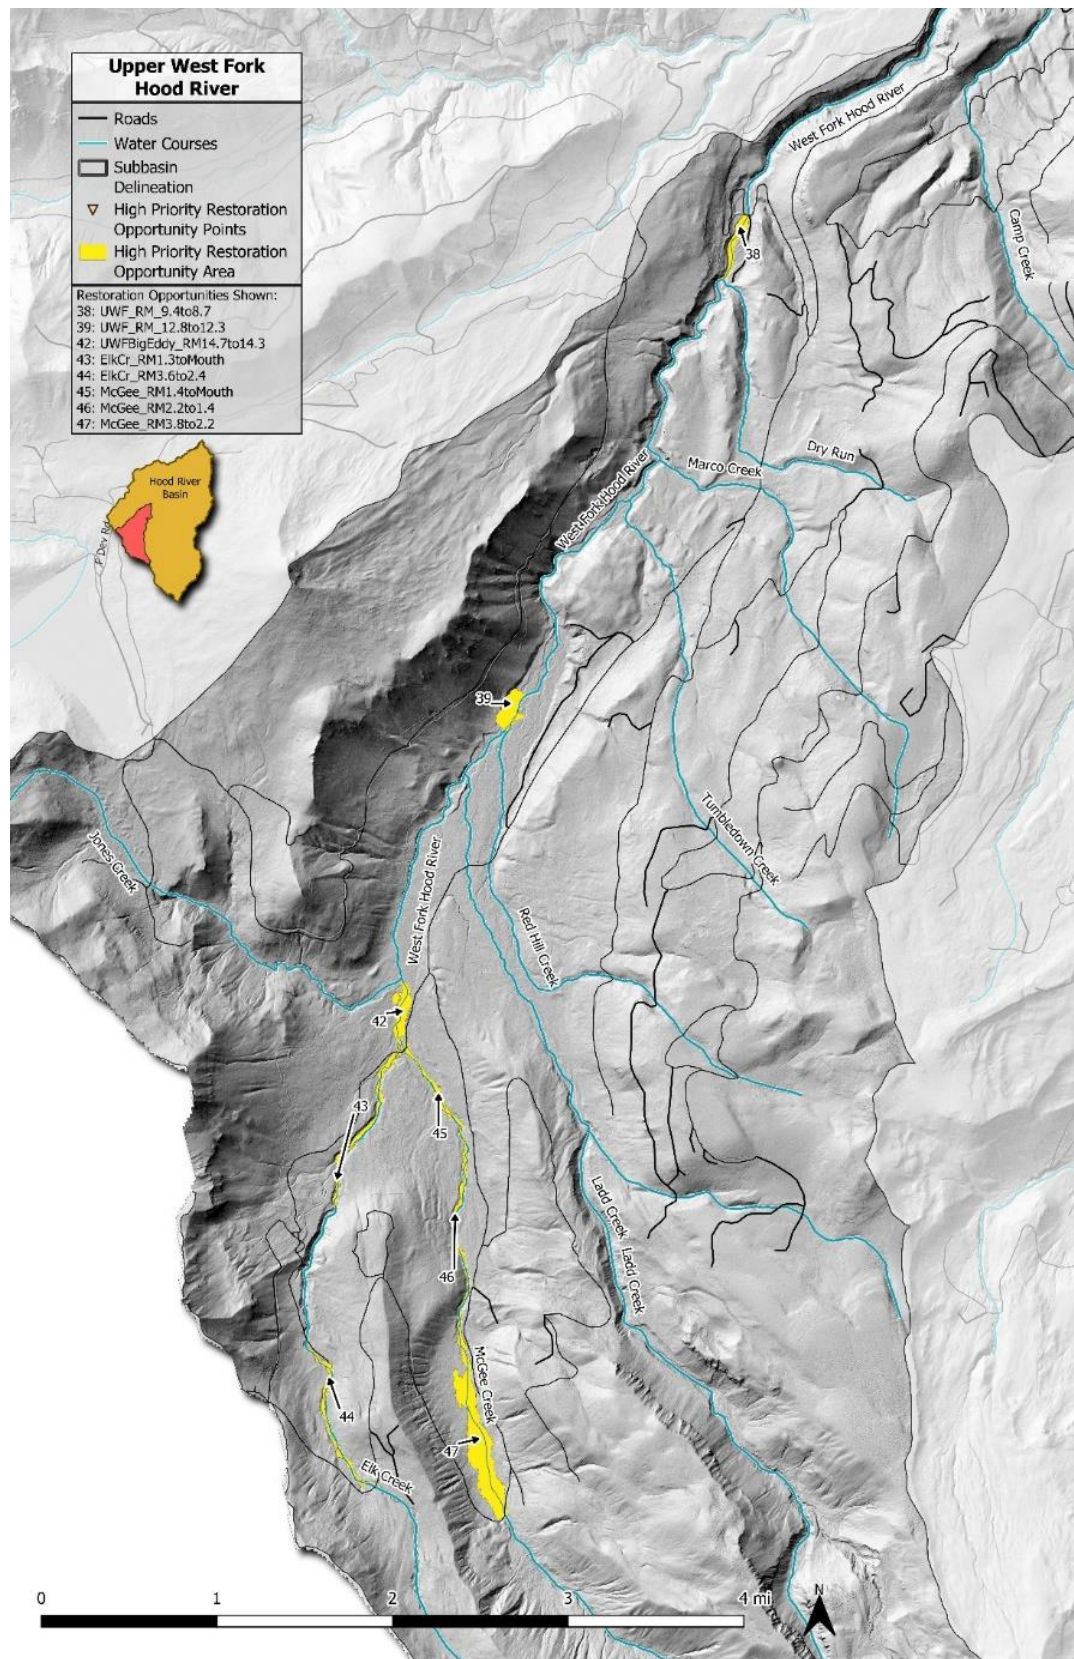 Upper West Fork
Hood River
Roads
Water Courses
Subbasin
Delineation
High Priority Restoration
Opportunity Points
High Priority Restoration
Opportunity Area
Restoration Opportunities Shown:
38: UWF_RM_9.4to8.7
39: UWF_RM_12.8to12.3
42: UWFBigEddy_RM14.7to14.3
43: ElkCr_RM1.3toMouth
44: ElkCr_RM3.6to2.4
45: McGee_RM1.4toMouth
46: McGee_RM2.2to1.4
47: McGee_RM3.8to2.2
Hood River
Basin
West Fork Hood River
Camp Creek
38
Dry Run
Marco Creek
West Fork Hood River
39
Tumbledown Creek
Jones Creek
West Fork Hood River
Red Hill Creek
42
43
45
Ladd Creek
Ladd Creek
46
McGee Creek
44
47
Elk Creek
0 1 2 3 4 mi
N